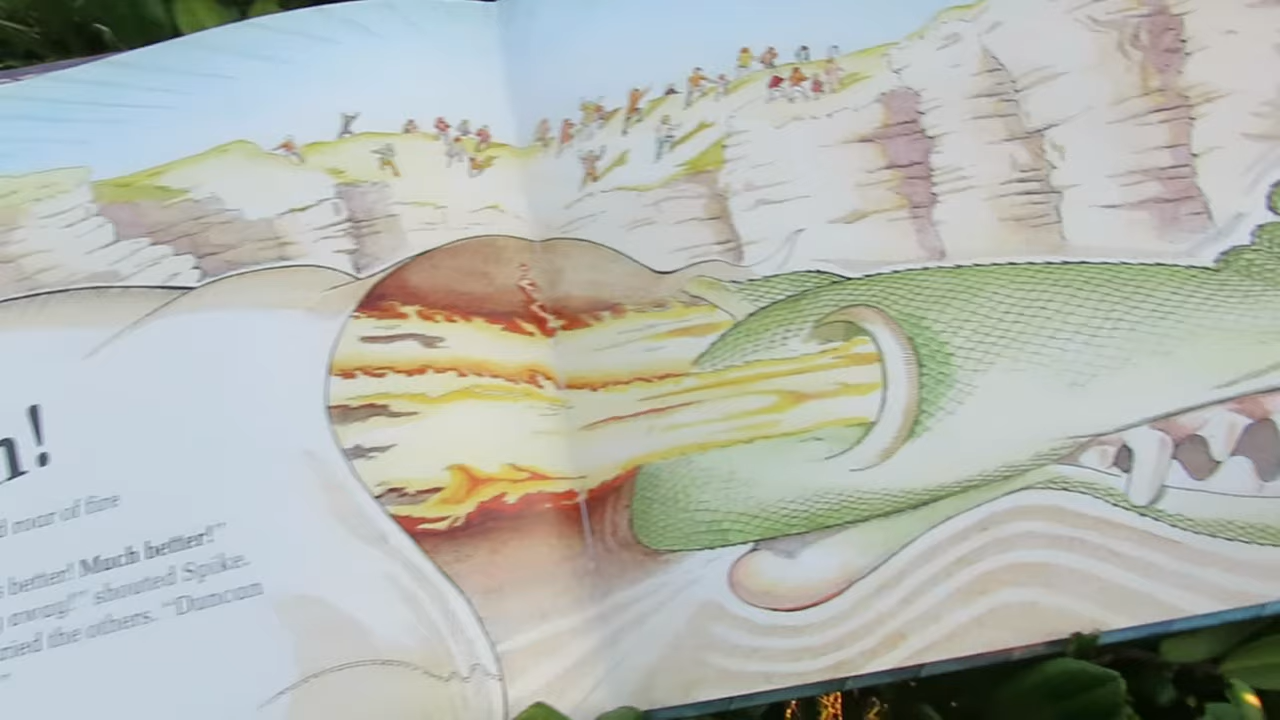 n!
roar of fire
better! Much better!"
away!" shouted Spike.
ried the others. "Duncan
"